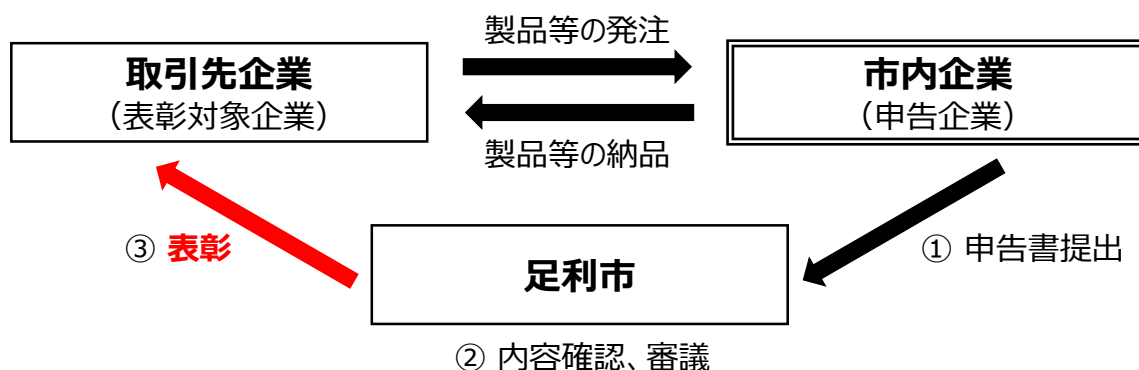 製品等の発注
取引先企業
（表彰対象企業）
市内企業
（申告企業）
製品等の納品
③ 表彰
① 申告書提出
足利市
② 内容確認、審議